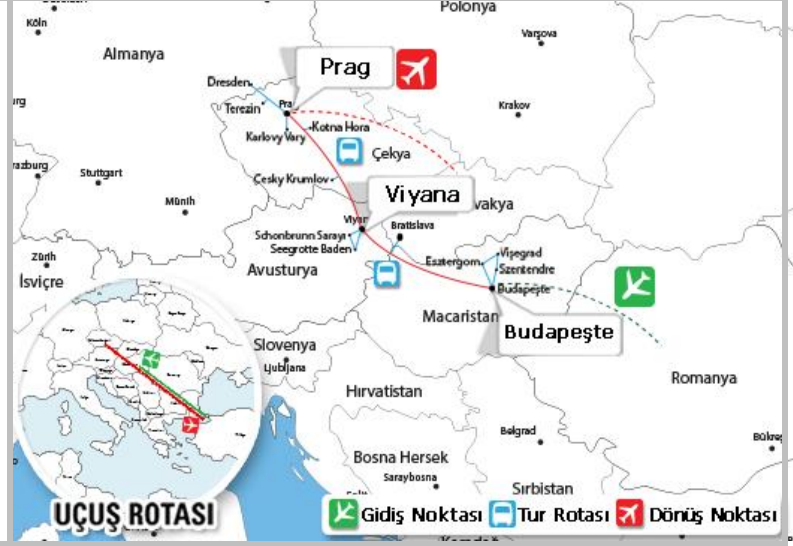 Polonya
Köln
Varşova
Almanya
Prag
Dresden
Krakov
Terezin
Pra
Kotna Hora
Karlovy Vary
Çekya
razburg
Stuttgart
Çesky Krumlov
Viyana
vakya
Münih
Viyan
Bratislava
Schonbrunn Sarayı
Seegrotte Baden
Vişegrad
Esztergom
Szentendre
Zürih
İsviçre
Avusturya
Budapeşte
Macaristan
Budapeşte
Slovenya
Ljubljana
Romanya
Hırvatistan
Belgrad
Bükreş
Bosna Hersek
Saraybosna
Sırbistan
UÇUŞ ROTASI
Gidiş Noktası Tur Rotası Dönüş Noktası